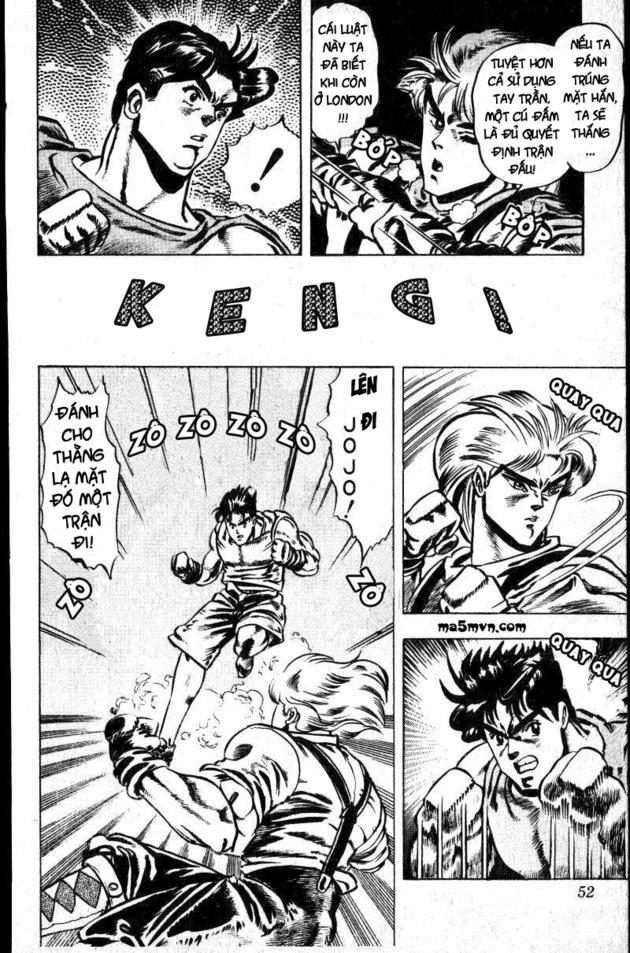 NẾU TA
ĐÁNH
TRÚNG
MẶT HẮN,
TA SẼ
THẮNG
...
TUYỆT HƠN
CẢ SỬ DỤNG
TAY TRẦN,
MỘT CÚ ĐẤM
LÀ ĐỦ QUYẾT
ĐỊNH TRẬN
ĐẤU!
CÁI LUẬT
NÀY TA
ĐÃ BIẾT
KHI CÒN
Ở LONDON
!!!
BỐP
BỐP
!
KENGI
QUAY QUA
LÊN
ĐI
JOJO!
ZÔ ZÔ ZÔ ZÔ
ĐÁNH
CHO
THẰNG
LẠ MẶT
ĐÓ MỘT
TRẬN
ĐI!
ZÔ
ZÔ
ma5mvn.com
QUAY QUA
52